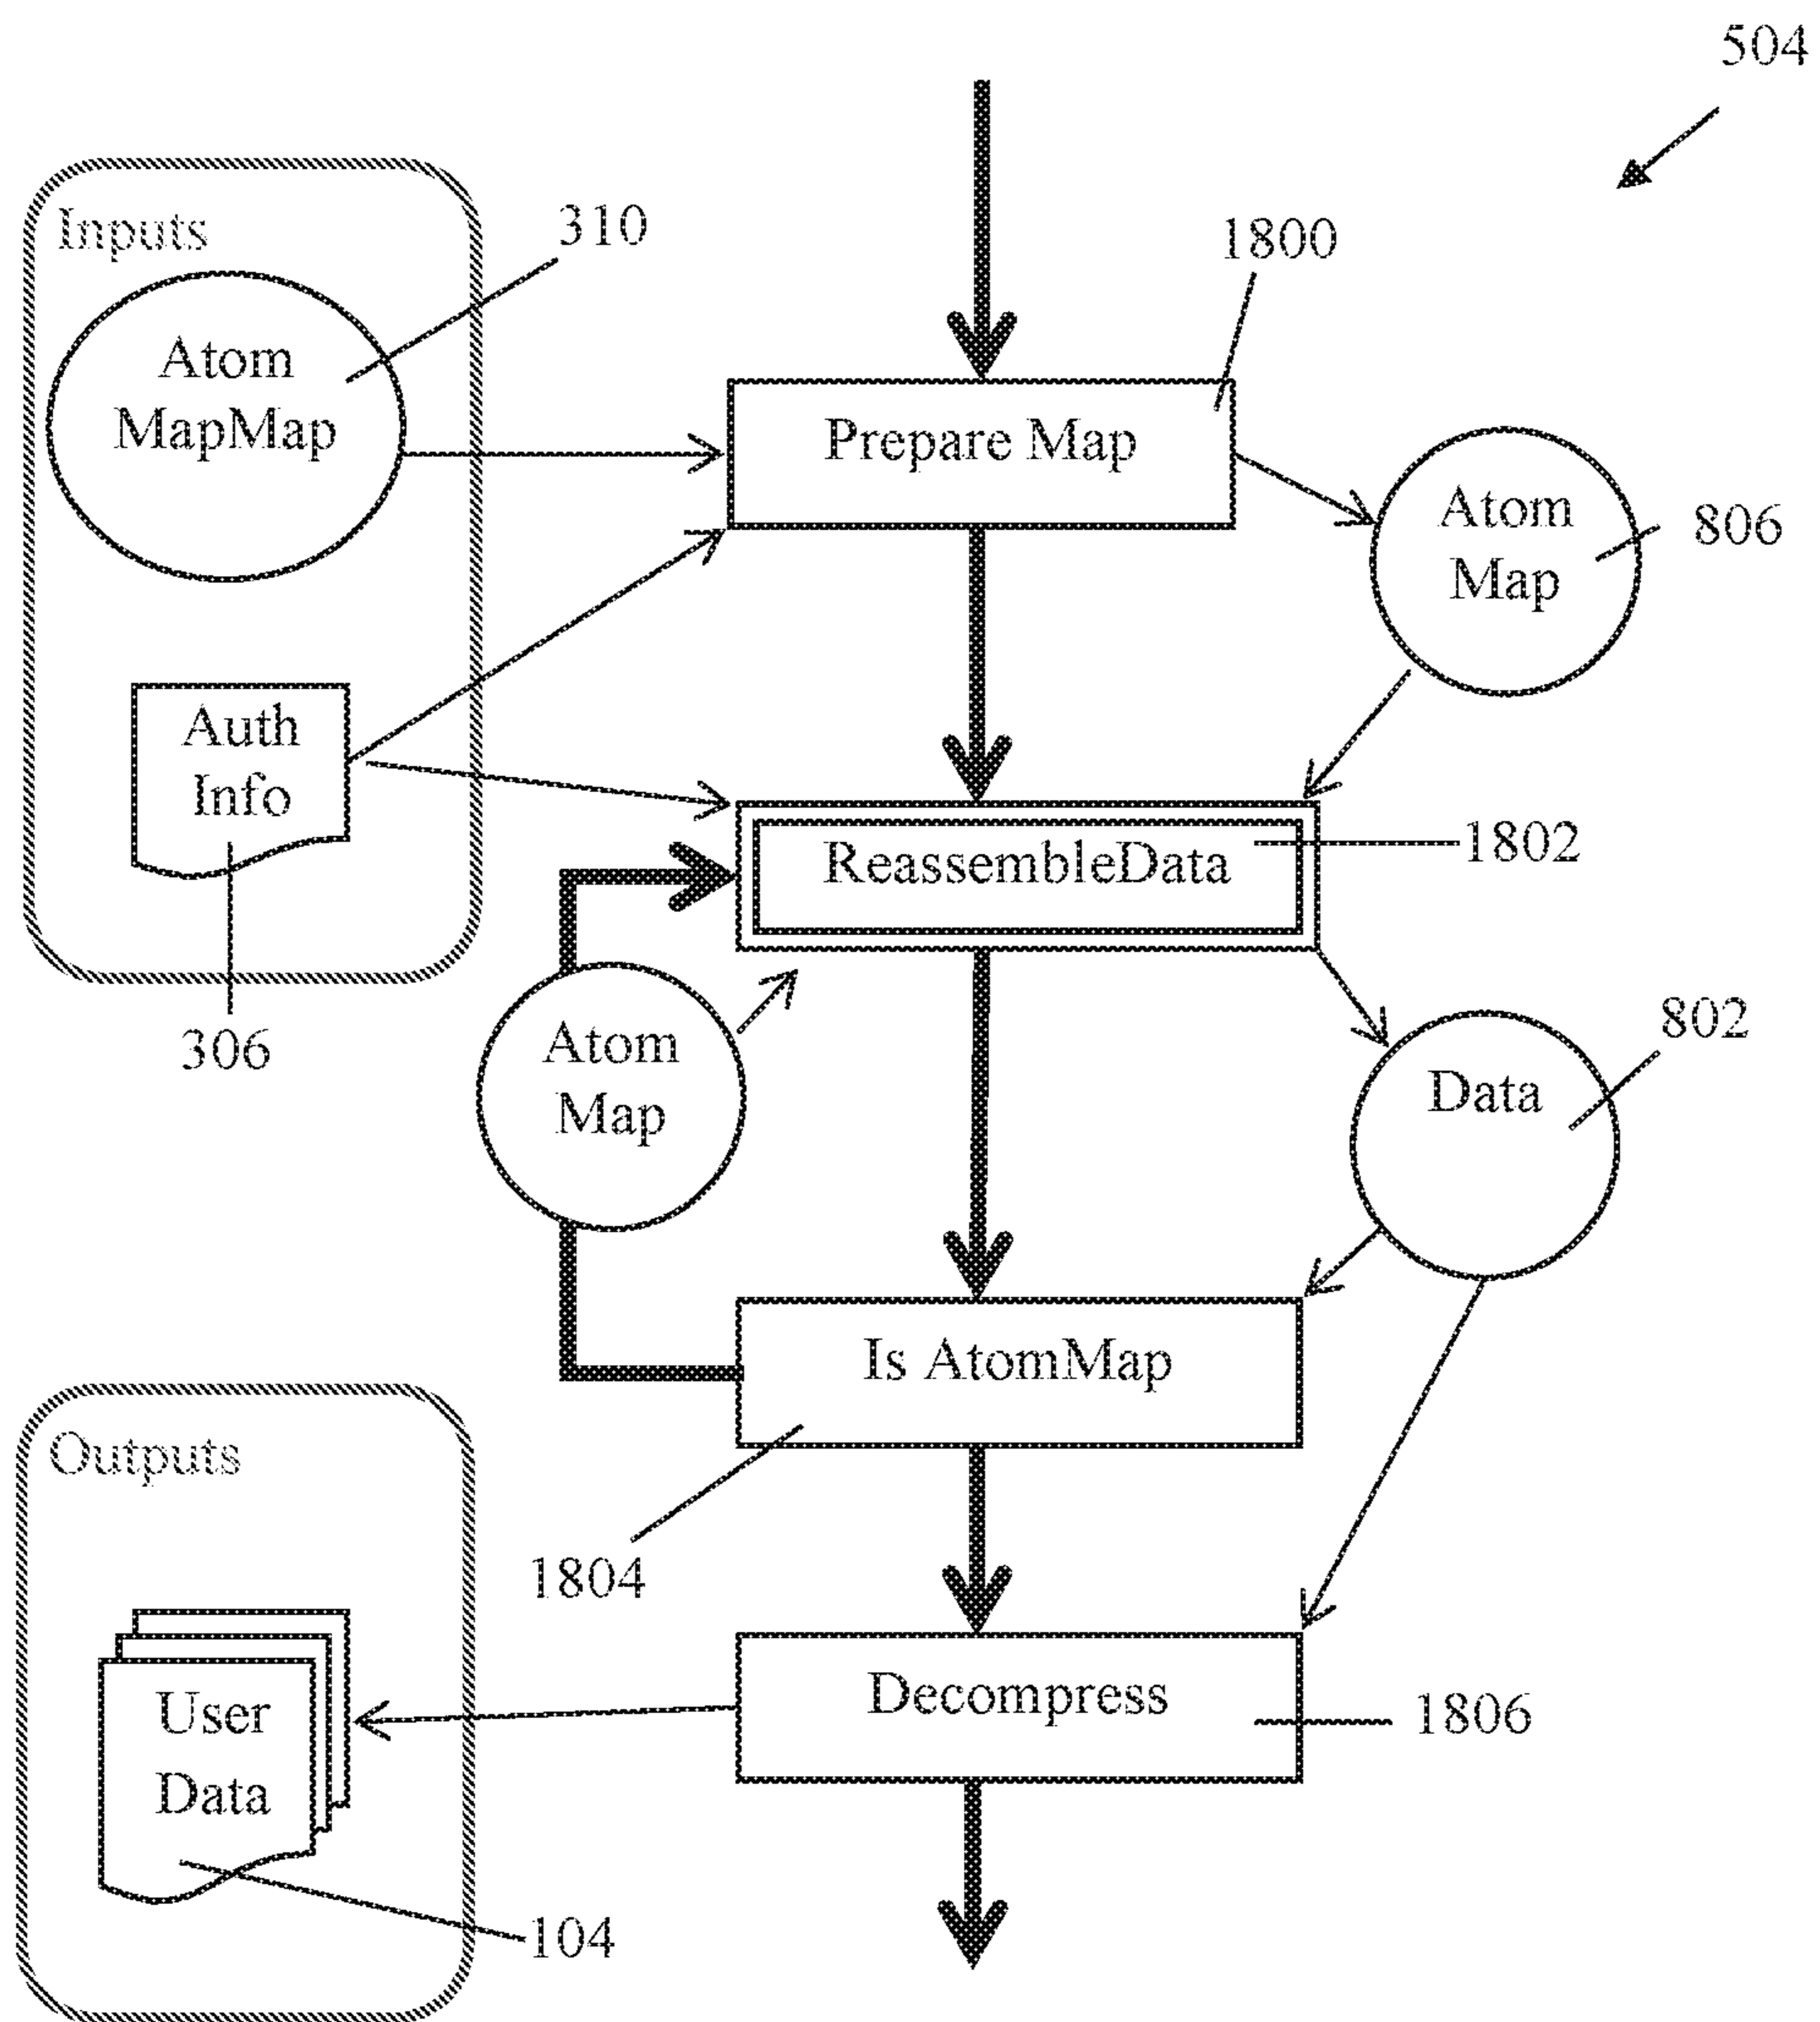 504
Inputs
310
1800
Atom
MapMap
Prepare Map
Atom
Map
806
Auth
Info
ReassembleData
1802
306
Atom
Map
802
Data
Is AtomMap
Outputs
1804
User
Data
Decompress
1806
104